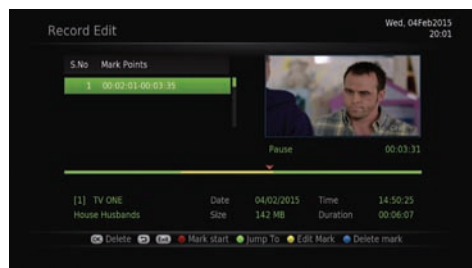 Record Edit
Wed, 04Feb2015
20:01
S.No Mark Points
1 00:02:01-00:03:35
Pause 00:03:31
[1] TV ONE Date 04/02/2015 Time 14:50:25
House Husbands Size 142 MB Duration 00:06:07
OK Delete Exit Mark start Jump To Edit Mark Delete mark